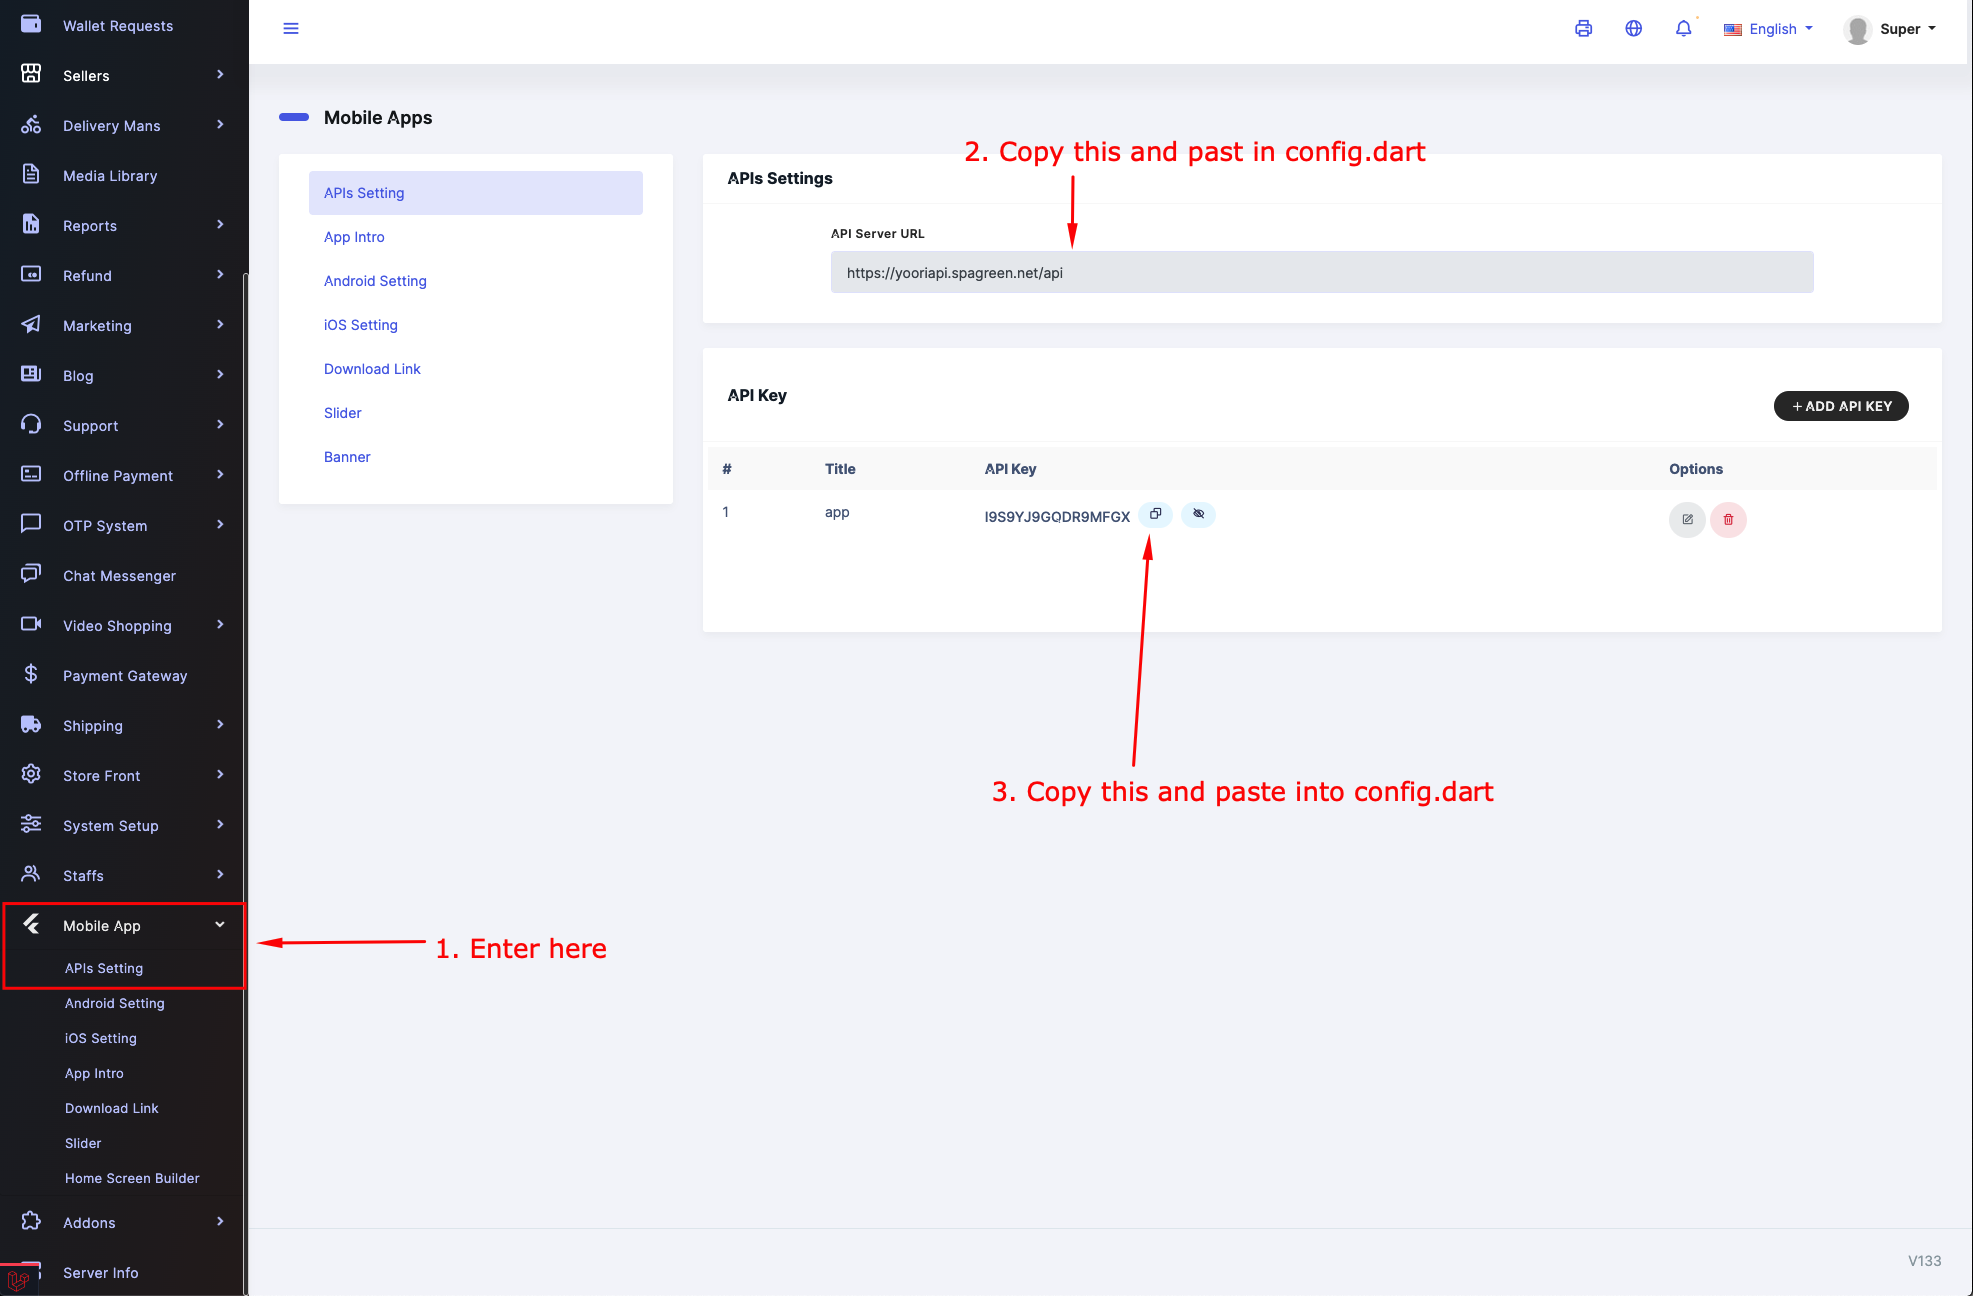 Wallet Requests
Sellers
Delivery Mans
Media Library
Reports
Refund
Marketing
Blog
Support
Offline Payment
OTP System
Chat Messenger
Video Shopping
Payment Gateway
Shipping
Store Front
System Setup
Staffs
Mobile App
APIs Setting
Android Setting
iOS Setting
App Intro
Download Link
Slider
Home Screen Builder
Addons
Server Info
English
Super
Mobile Apps
APIs Setting
App Intro
Android Setting
iOS Setting
Download Link
Slider
Banner
2. Copy this and past in config.dart
APIs Settings
API Server URL
https://yooriapi.spagreen.net/api
API Key
+ ADD API KEY
# Title API Key Options
1 app I9S9YJ9GQDR9MFGX
3. Copy this and paste into config.dart
1. Enter here
V133